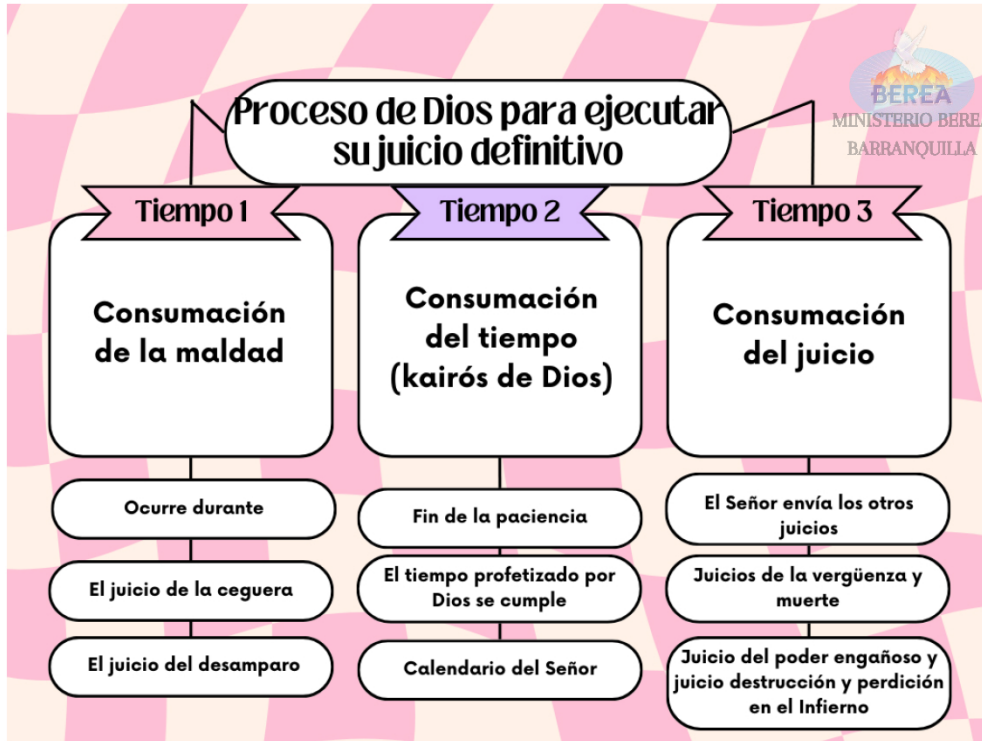 Proceso de Dios para ejecutar
su juicio definitivo
BEREA
MINISTERIO BEREA
BARRANQUILLA
Tiempo 1
Consumación
de la maldad
Ocurre durante
El juicio de la ceguera
El juicio del desamparo
Tiempo 2
Consumación
del tiempo
(kairós de Dios)
Fin de la paciencia
El tiempo profetizado por
Dios se cumple
Calendario del Señor
Tiempo 3
Consumación
del juicio
El Señor envía los otros
juicios
Juicios de la vergüenza y
muerte
Juicio del poder engañoso y
juicio destrucción y perdición
en el Infierno